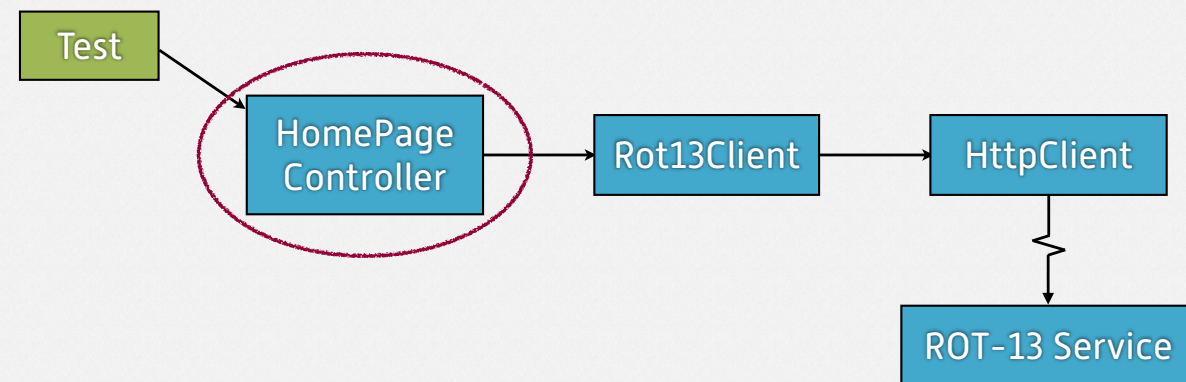 Test
HomePage
Controller
Rot13Client
HttpClient
ROT-13 Service